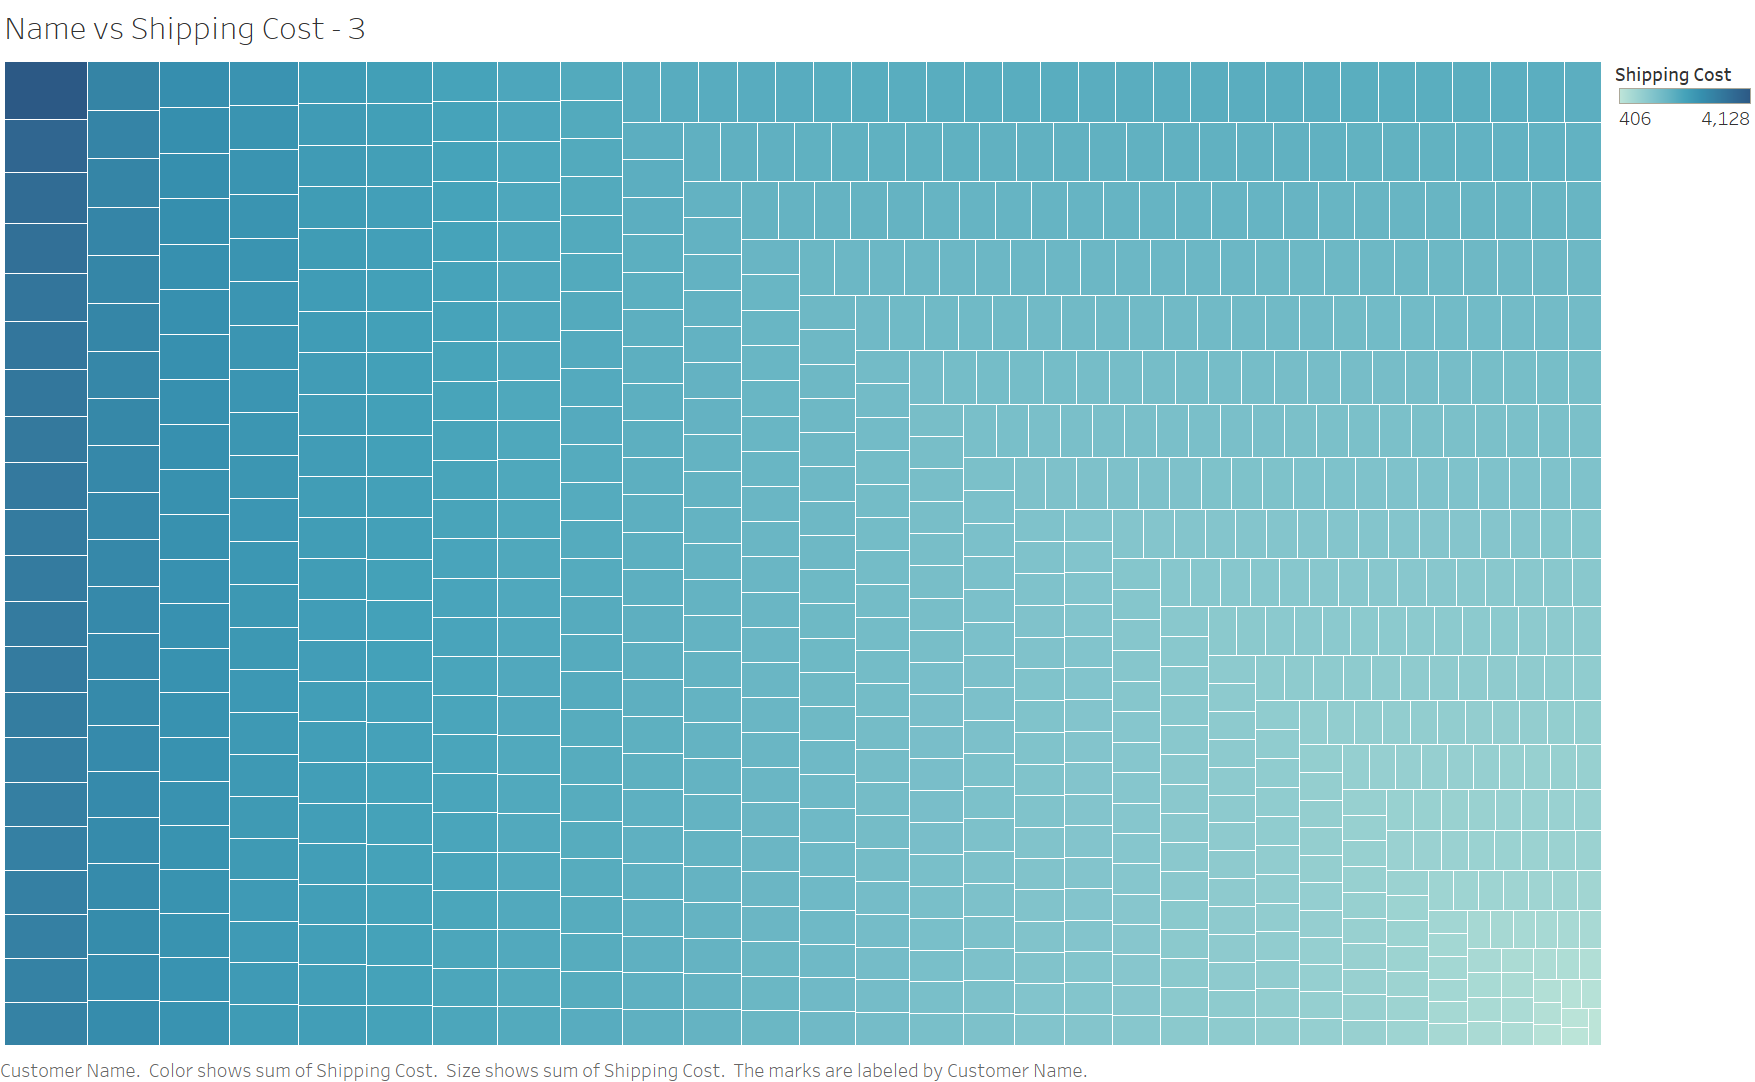 Name vs Shipping Cost - 3
Shipping Cost
406 4,128
Customer Name. Color shows sum of Shipping Cost. Size shows sum of Shipping Cost. The marks are labeled by Customer Name.